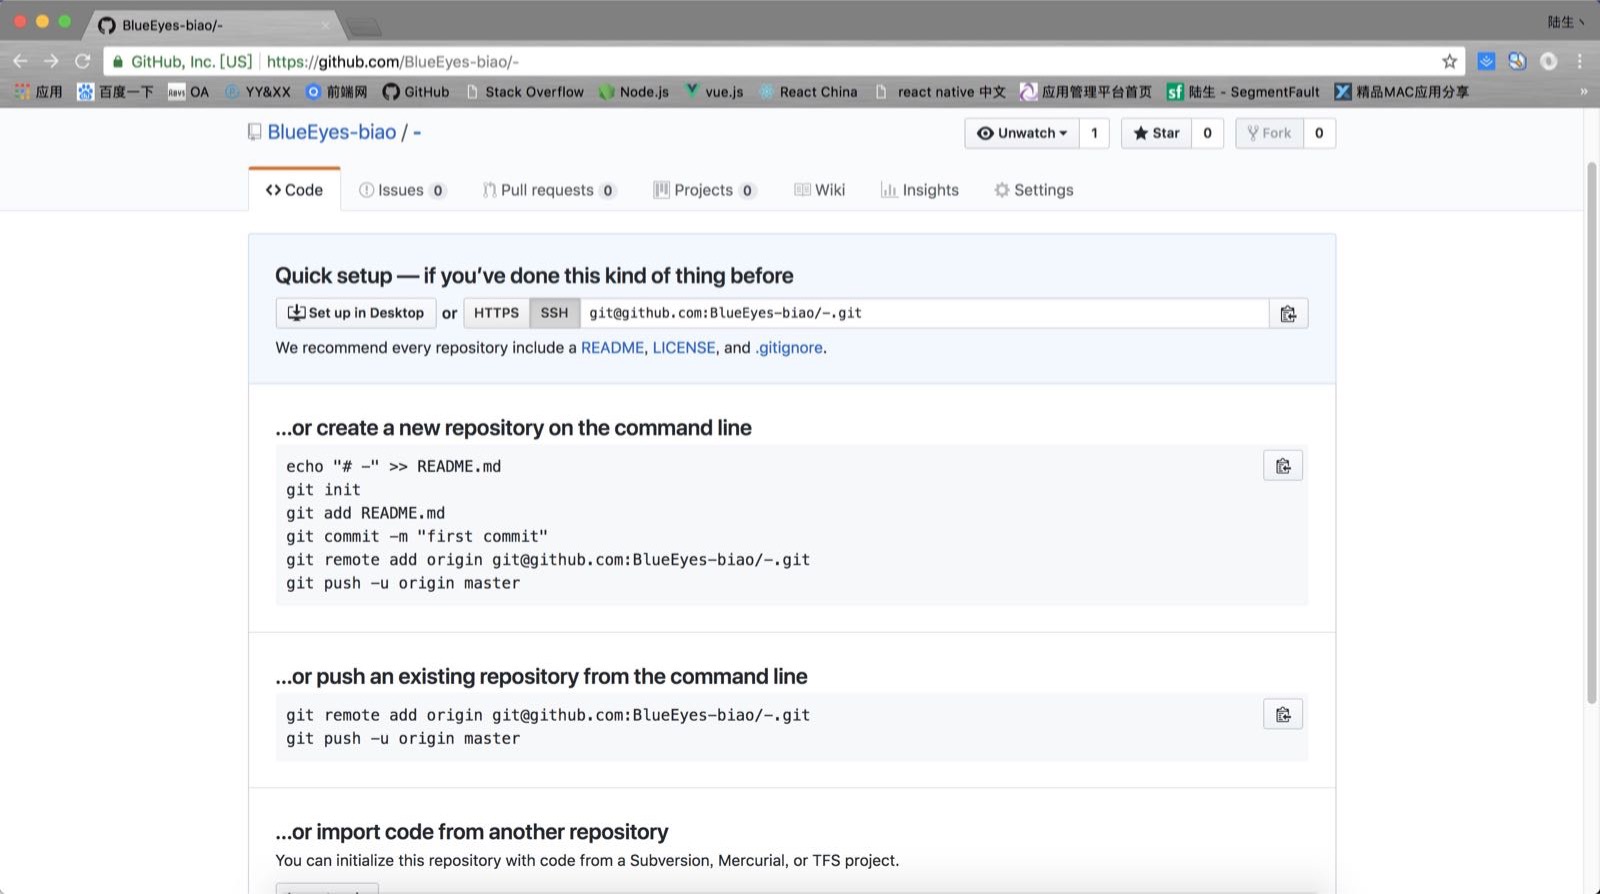 BlueEyes-biao/-
陆生丶
GitHub, Inc. [US] https://github.com/BlueEyes-biao/-
应用 百度一下 OA YY&XX 前端网 GitHub Stack Overflow Node.js vue.js React China react native 中文 应用管理平台首页 陆生 - SegmentFault 精品MAC应用分享 »
BlueEyes-biao / - Unwatch 1 Star 0 Fork 0
Code Issues 0 Pull requests 0 Projects 0 Wiki Insights Settings
Quick setup — if you’ve done this kind of thing before
Set up in Desktop or HTTPS SSH git@github.com:BlueEyes-biao/-.git
We recommend every repository include a README, LICENSE, and .gitignore.
…or create a new repository on the command line
echo "# -" >> README.md
git init
git add README.md
git commit -m "first commit"
git remote add origin git@github.com:BlueEyes-biao/-.git
git push -u origin master
…or push an existing repository from the command line
git remote add origin git@github.com:BlueEyes-biao/-.git
git push -u origin master
…or import code from another repository
You can initialize this repository with code from a Subversion, Mercurial, or TFS project.